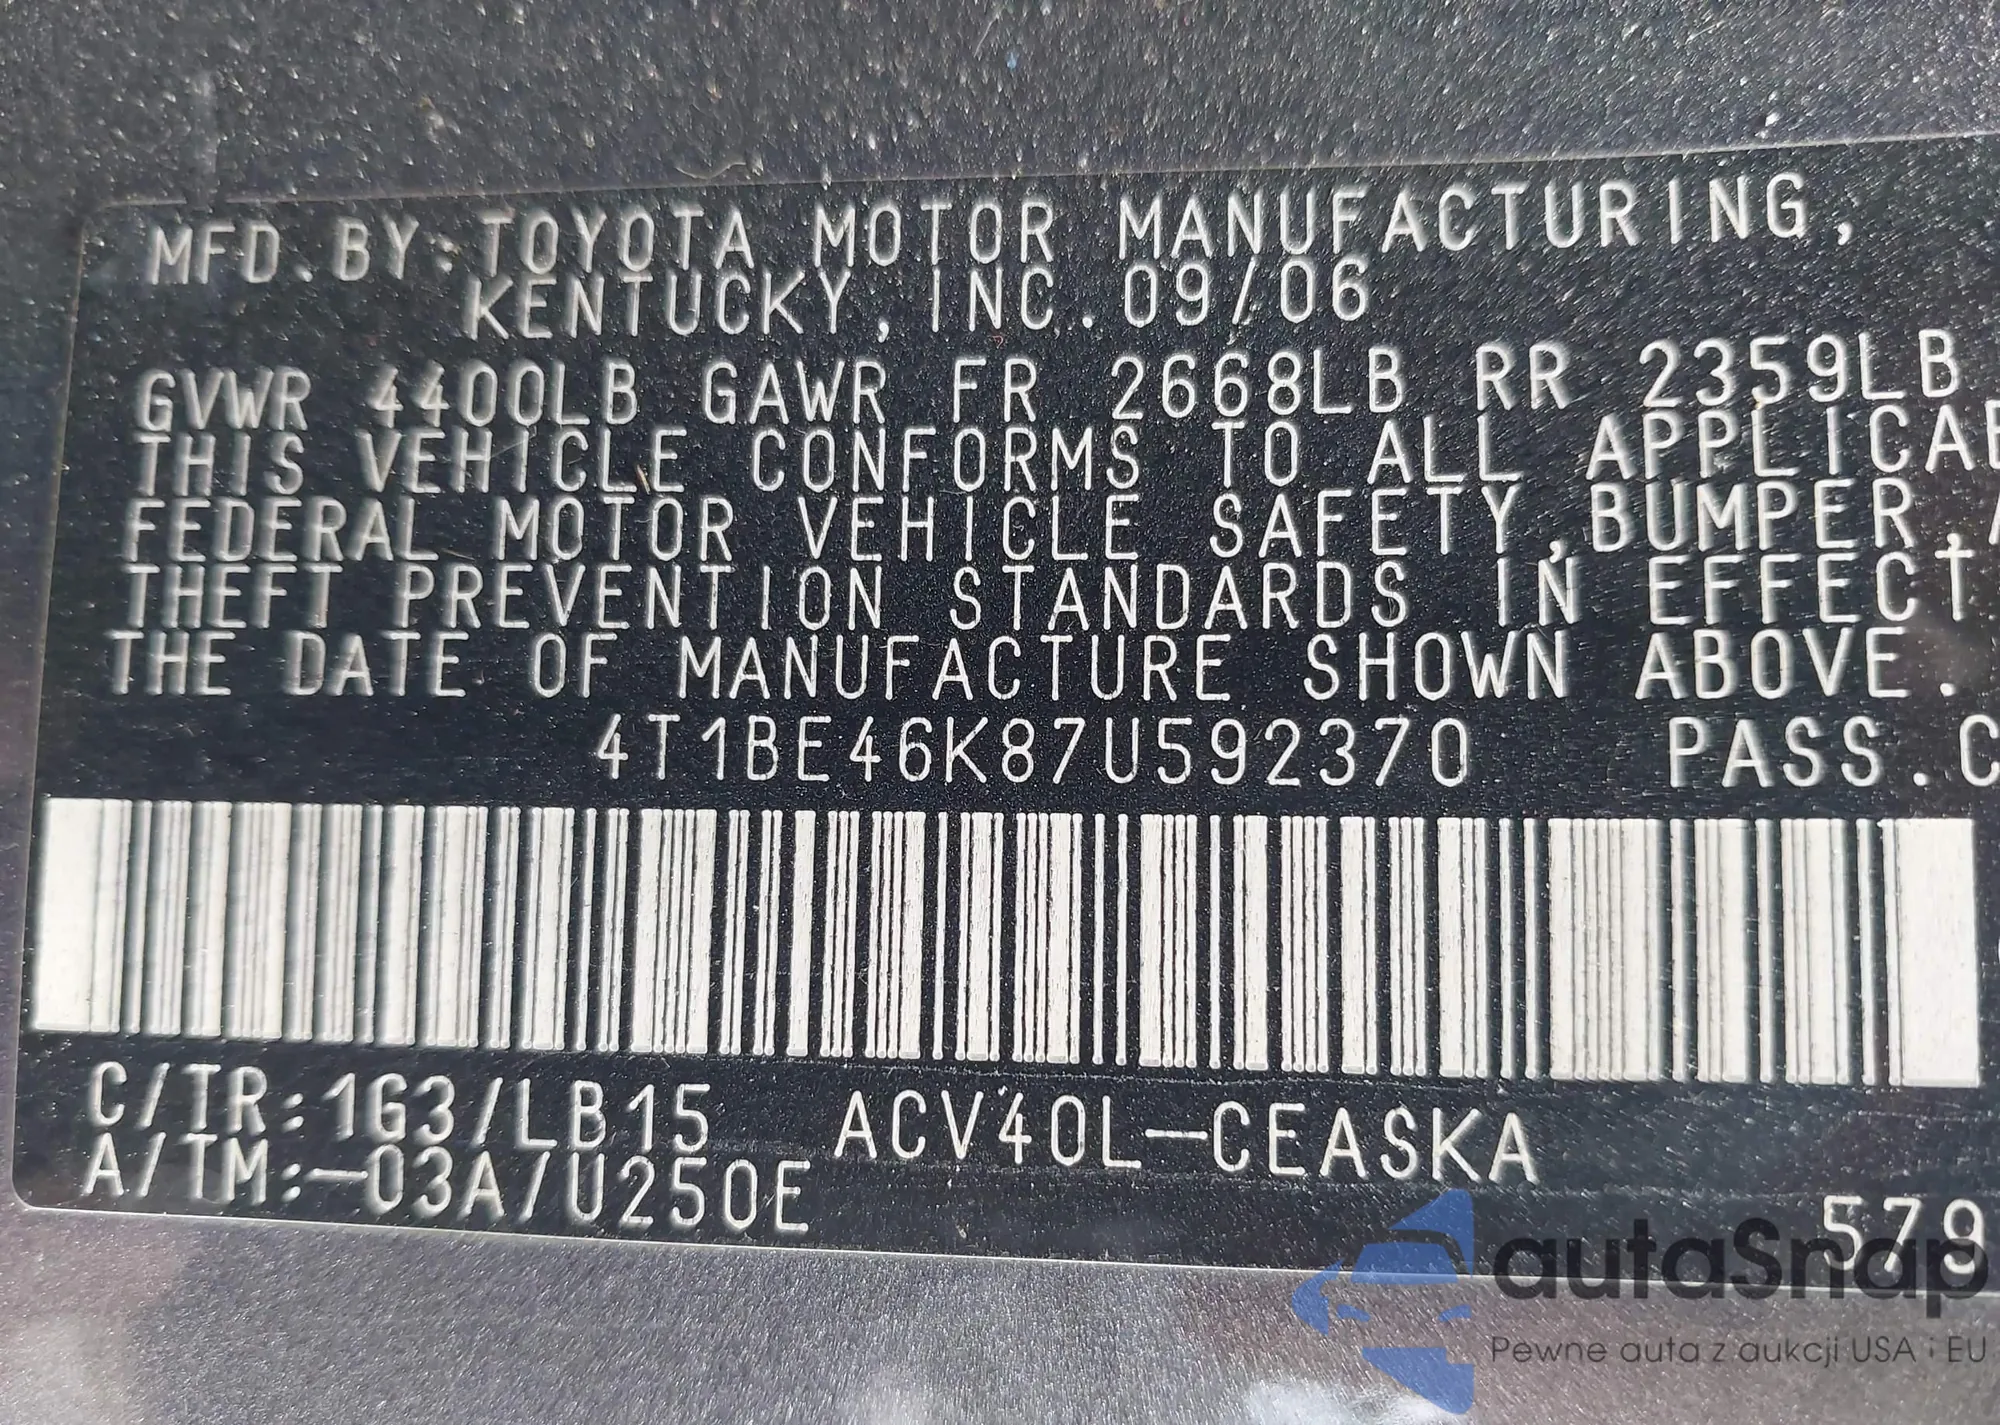 MFD.BY:TOYOTA MOTOR MANUFACTURING,
KENTUCKY, INC.09/06
GVWR 4400LB GAWR FR 2668LB RR 2359LB
THIS VEHICLE CONFORMS TO ALL
FEDERAL MOTOR VEHICLE SAFETY,BUMPER,
THEFT PREVENTION STANDARDS IN EFFECT
THE DATE OF MANUFACTURE SHOWN ABOVE.
4T1BE46K87U592370 PASS.C
C/TR:1G3/LB15 ACV40L-CEASKA
A/TM:-03A/U250E
579
autaSnap
Pewne auta z aukcji USA i EU